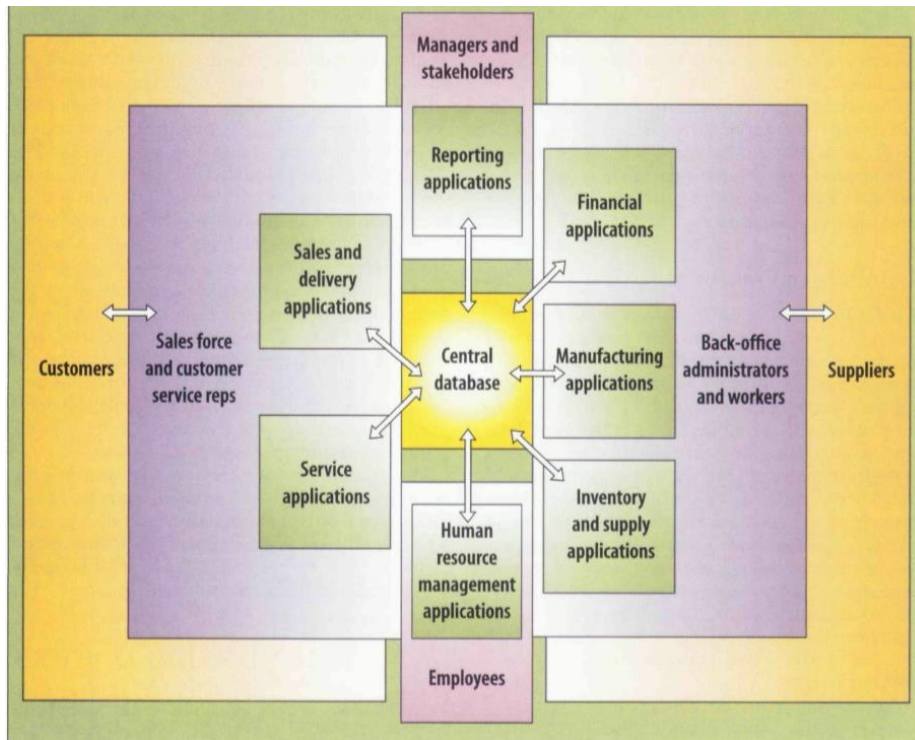 Managers and
stakeholders
Reporting
applications
Financial
applications
Sales and
delivery
applications
Customers
Sales force
and customer
service reps
Central
database
Manufacturing
applications
Back-office
administrators
and workers
Suppliers
Service
applications
Inventory
and supply
applications
Human
resource
management
applications
Employees